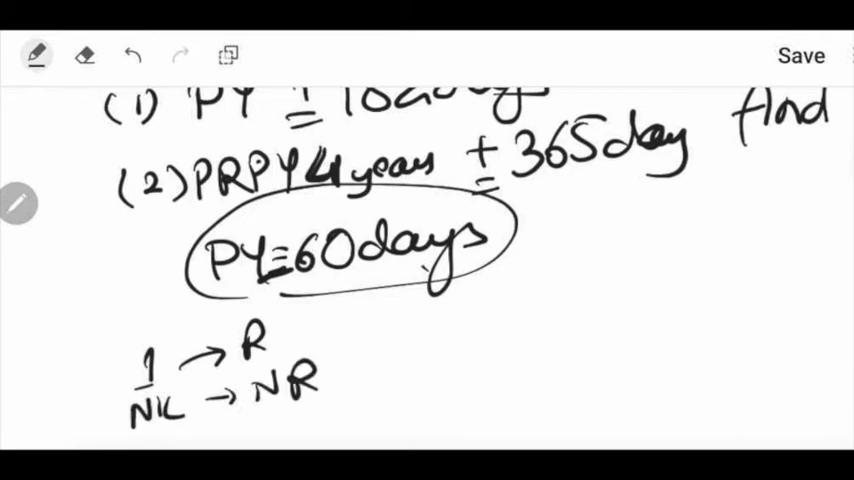 Save
(1) PY
find
(2) PRPY 4 years ± 365 day
PY = 60 days
1 → R
NIL → NR